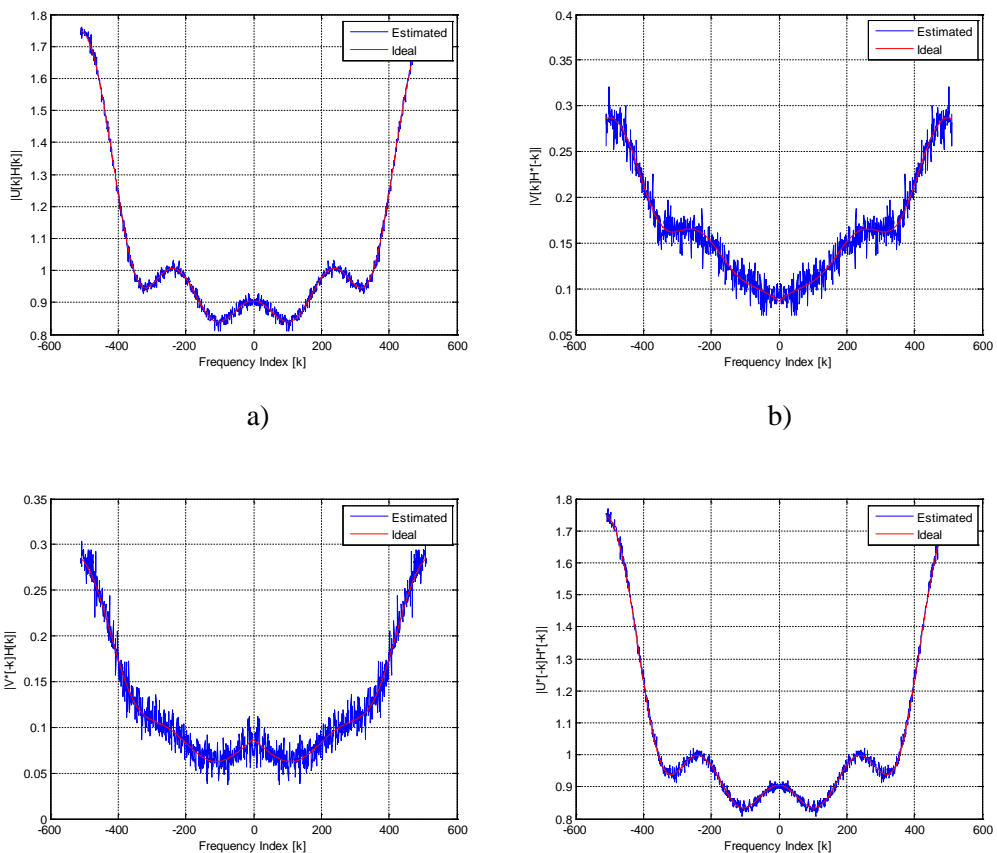 1.8
1.7
1.6
1.5
1.4
1.3
1.2
1.1
1
0.9
0.8
-600 -400 -200 0 200 400 600
Frequency Index [k]
|U[k]H[k]|
Estimated
Ideal
a)
0.4
0.35
0.3
0.25
0.2
0.15
0.1
0.05
-600 -400 -200 0 200 400 600
Frequency Index [k]
|V[k]H*[-k]|
Estimated
Ideal
b)
0.35
0.3
0.25
0.2
0.15
0.1
0.05
0
-600 -400 -200 0 200 400 600
Frequency Index [k]
|V*[-k]H[k]|
Estimated
Ideal
1.8
1.7
1.6
1.5
1.4
1.3
1.2
1.1
1
0.9
0.8
-600 -400 -200 0 200 400 600
Frequency Index [k]
|U*[-k]H*[-k]|
Estimated
Ideal